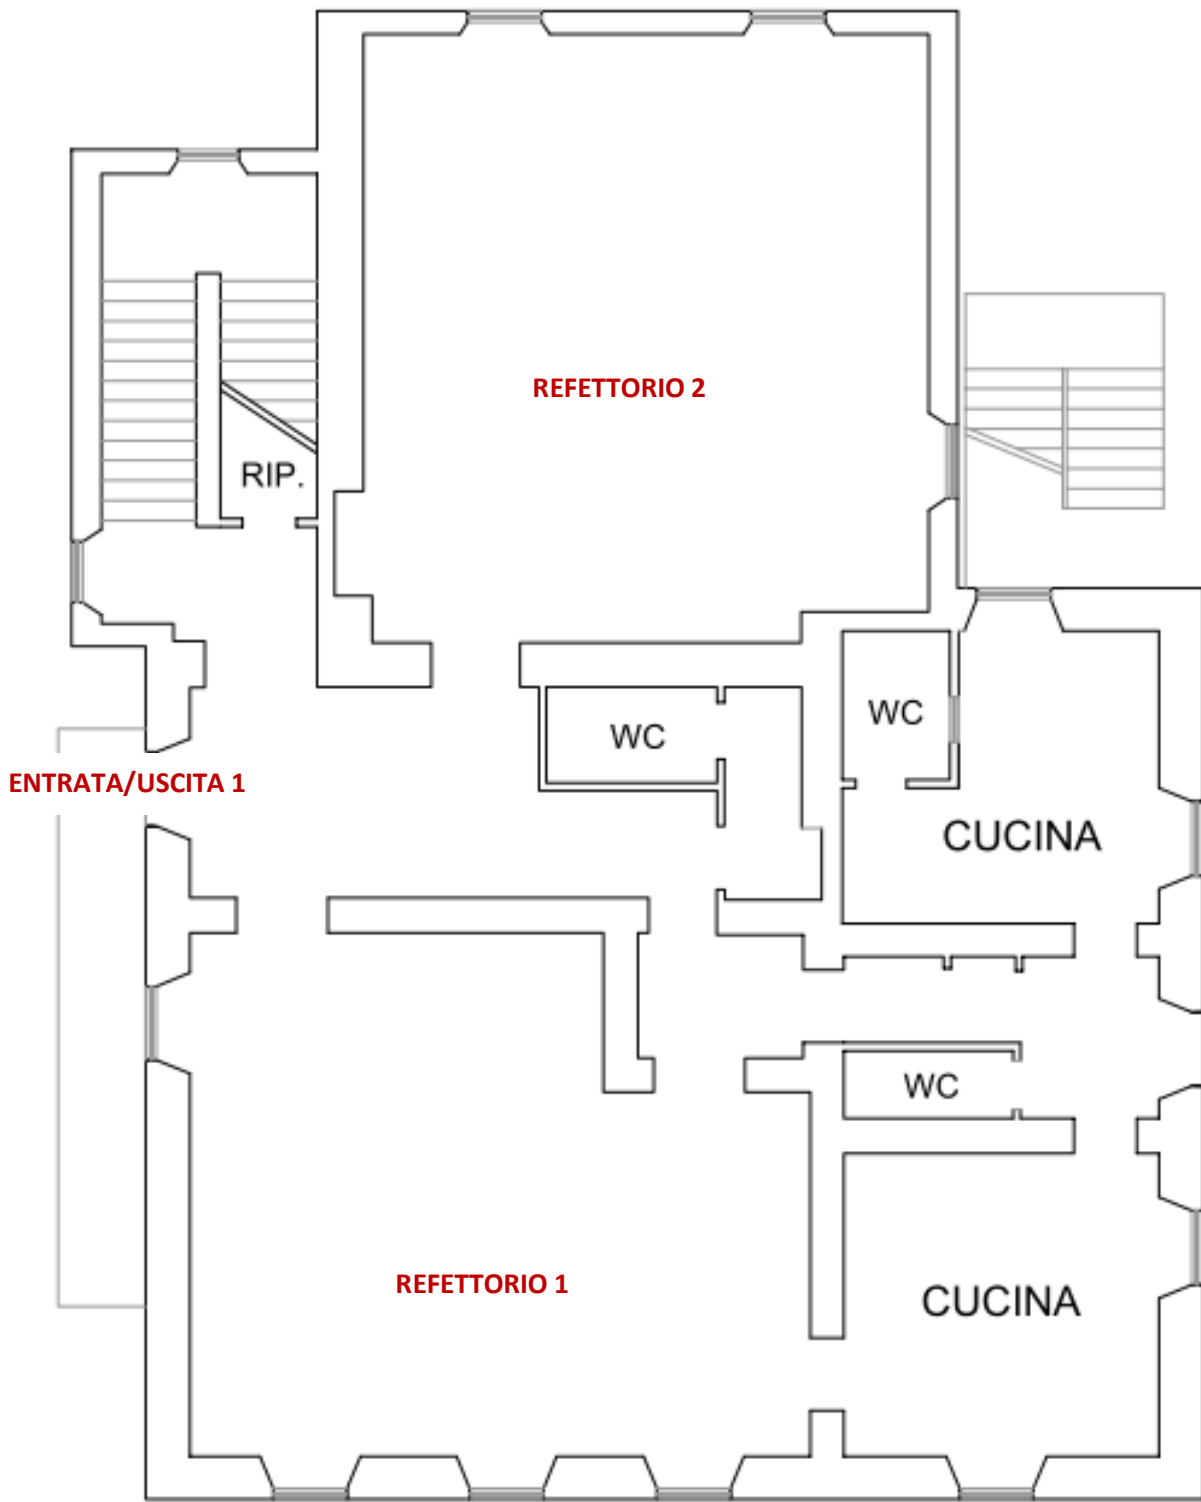 REFETTORIO 2
RIP.
WC
WC
ENTRATA/USCITA 1
CUCINA
WC
REFETTORIO 1
CUCINA